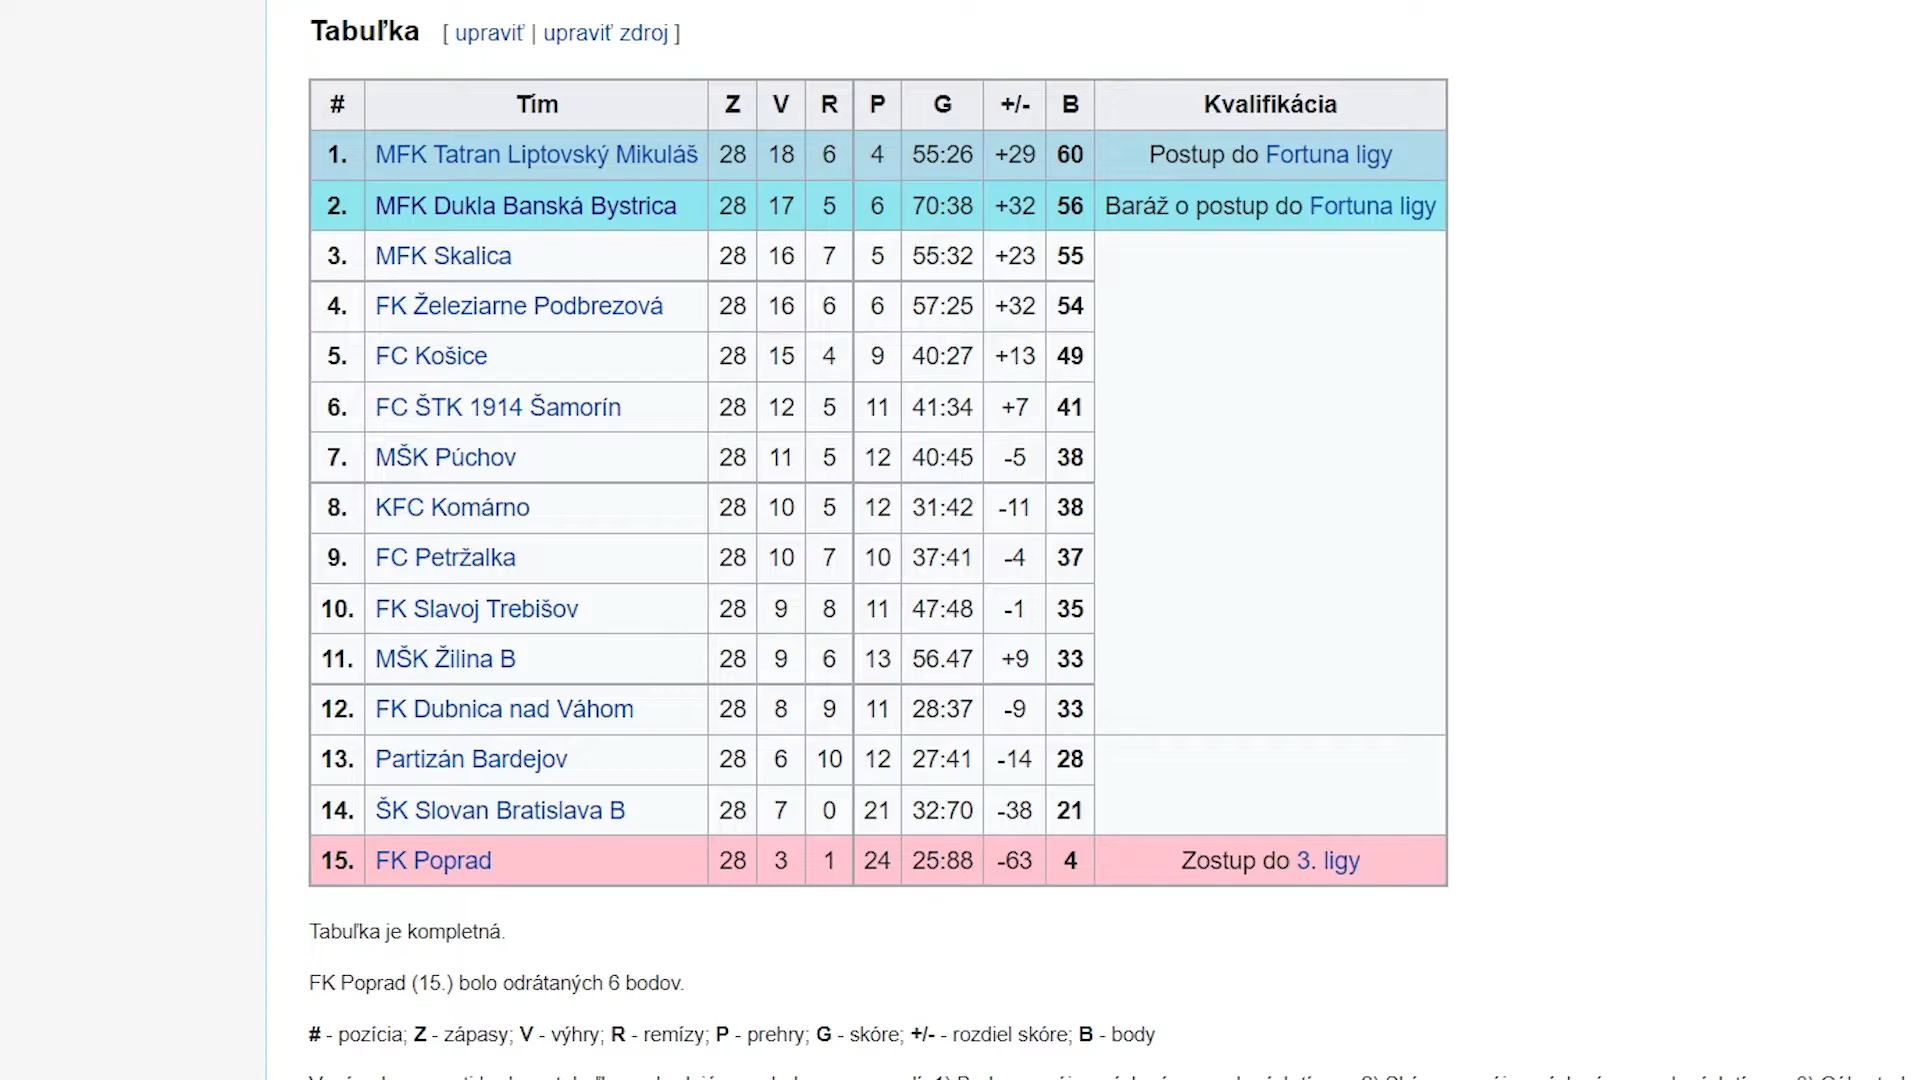 Tabuľka [ upraviť | upraviť zdroj ]
# Tím Z V R P G +/- B Kvalifikácia
1. MFK Tatran Liptovský Mikuláš 28 18 6 4 55:26 +29 60 Postup do Fortuna ligy
2. MFK Dukla Banská Bystrica 28 17 5 6 70:38 +32 56 Baráž o postup do Fortuna ligy
3. MFK Skalica 28 16 7 5 55:32 +23 55
4. FK Železiarne Podbrezová 28 16 6 6 57:25 +32 54
5. FC Košice 28 15 4 9 40:27 +13 49
6. FC ŠTK 1914 Šamorín 28 12 5 11 41:34 +7 41
7. MŠK Púchov 28 11 5 12 40:45 -5 38
8. KFC Komárno 28 10 5 12 31:42 -11 38
9. FC Petržalka 28 10 7 10 37:41 -4 37
10. FK Slavoj Trebišov 28 9 8 11 47:48 -1 35
11. MŠK Žilina B 28 9 6 13 56.47 +9 33
12. FK Dubnica nad Váhom 28 8 9 11 28:37 -9 33
13. Partizán Bardejov 28 6 10 12 27:41 -14 28
14. ŠK Slovan Bratislava B 28 7 0 21 32:70 -38 21
15. FK Poprad 28 3 1 24 25:88 -63 4 Zostup do 3. ligy
Tabuľka je kompletná.
FK Poprad (15.) bolo odrátaných 6 bodov.
# - pozícia; Z - zápasy; V - výhry; R - remízy; P - prehry; G - skóre; +/- - rozdiel skóre; B - body